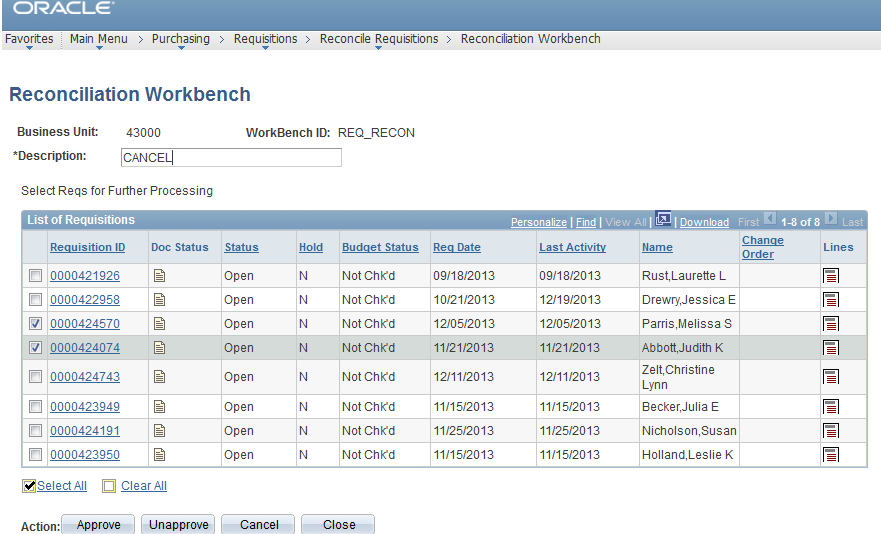 ORACLE®
Favorites Main Menu > Purchasing > Requisitions > Reconcile Requisitions > Reconciliation Workbench
Reconciliation Workbench
Business Unit: 43000 WorkBench ID: REQ_RECON
*Description: CANCEL
Select Reqs for Further Processing
List of Requisitions Personalize | Find | View All | | Download First 1-8 of 8 Last
Requisition ID Doc Status Status Hold Budget Status Req Date Last Activity Name Change Order Lines
0000421926 Open N Not Chk'd 09/18/2013 09/18/2013 Rust,Laurette L
0000422958 Open N Not Chk'd 10/21/2013 12/19/2013 Drewry,Jessica E
0000424570 Open N Not Chk'd 12/05/2013 12/05/2013 Parris,Melissa S
0000424074 Open N Not Chk'd 11/21/2013 11/21/2013 Abbott,Judith K
0000424743 Open N Not Chk'd 12/11/2013 12/11/2013 Zelt,Christine Lynn
0000423949 Open N Not Chk'd 11/15/2013 11/15/2013 Becker,Julia E
0000424191 Open N Not Chk'd 11/25/2013 11/25/2013 Nicholson,Susan
0000423950 Open N Not Chk'd 11/15/2013 11/15/2013 Holland,Leslie K
Select All Clear All
Action: Approve Unapprove Cancel Close